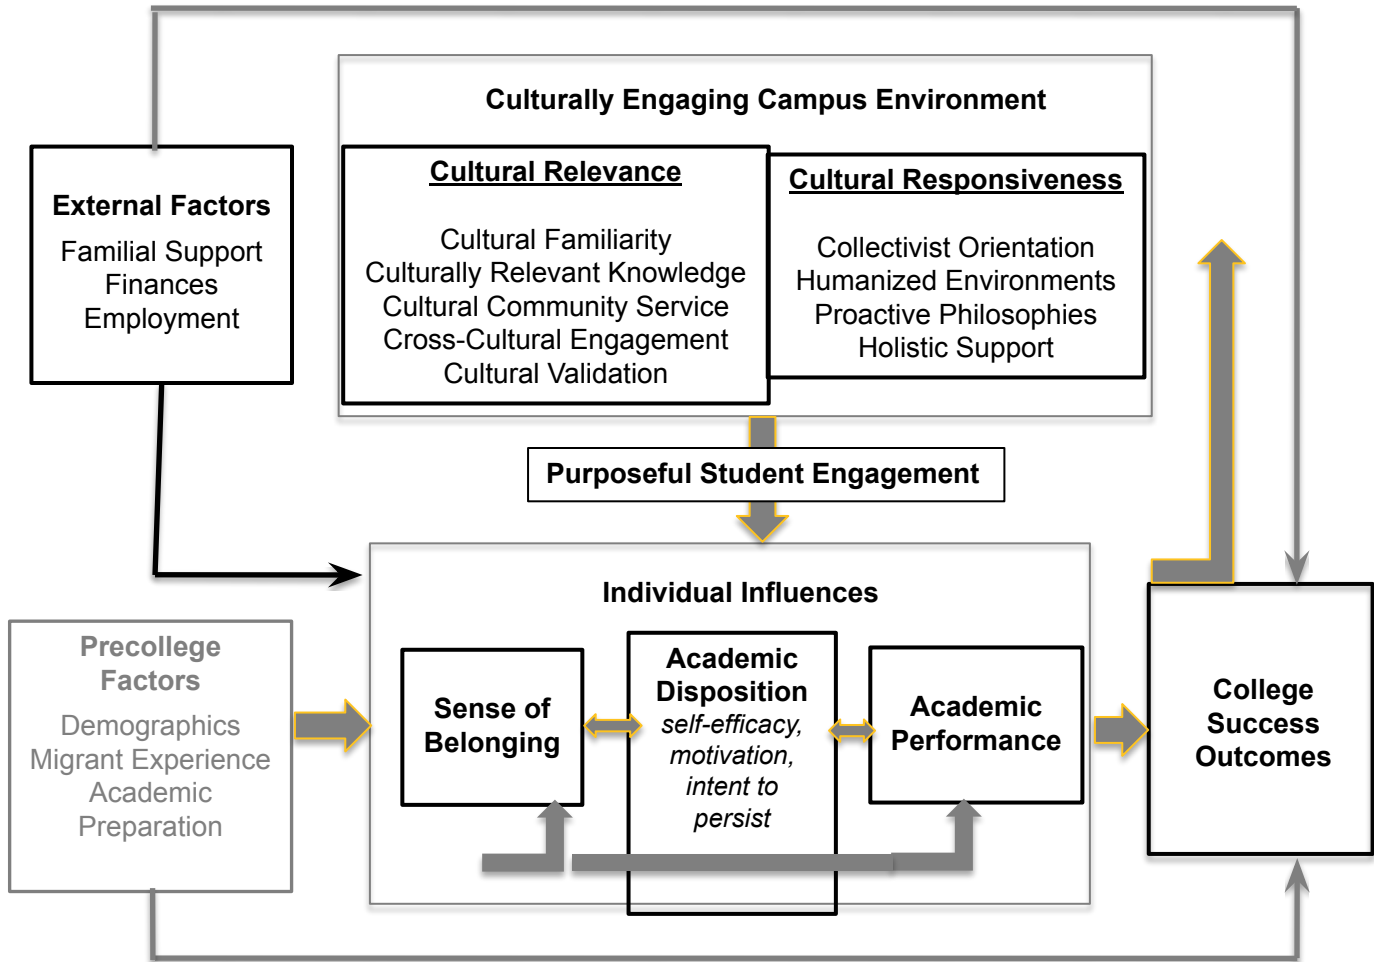 Culturally Engaging Campus Environment
External Factors
Familial Support
Finances
Employment
Cultural Relevance
Cultural Familiarity
Culturally Relevant Knowledge
Cultural Community Service
Cross-Cultural Engagement
Cultural Validation
Cultural Responsiveness
Collectivist Orientation
Humanized Environments
Proactive Philosophies
Holistic Support
Purposeful Student Engagement
Precollege
Factors
Demographics
Migrant Experience
Academic
Preparation
Individual Influences
Sense of
Belonging
Academic
Disposition
self-efficacy,
motivation,
intent to
persist
Academic
Performance
College
Success
Outcomes